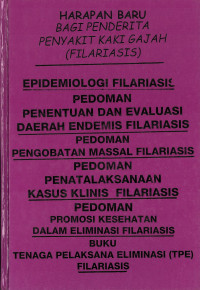 HARAPAN BARU
BAGI PENDERITA
PENYAKIT KAKI GAJAH
(FILARIASIS)
EPIDEMIOLOGI FILARIASIS
PEDOMAN
PENENTUAN DAN EVALUASI
DAERAH ENDEMIS FILARIASIS
PEDOMAN
PENGOBATAN MASSAL FILARIASIS
PEDOMAN
PENATALAKSANAAN
KASUS KLINIS FILARIASIS
PEDOMAN
PROMOSI KESEHATAN
DALAM ELIMINASI FILARIASIS
BUKU
TENAGA PELAKSANA ELIMINASI (TPE)
FILARIASIS